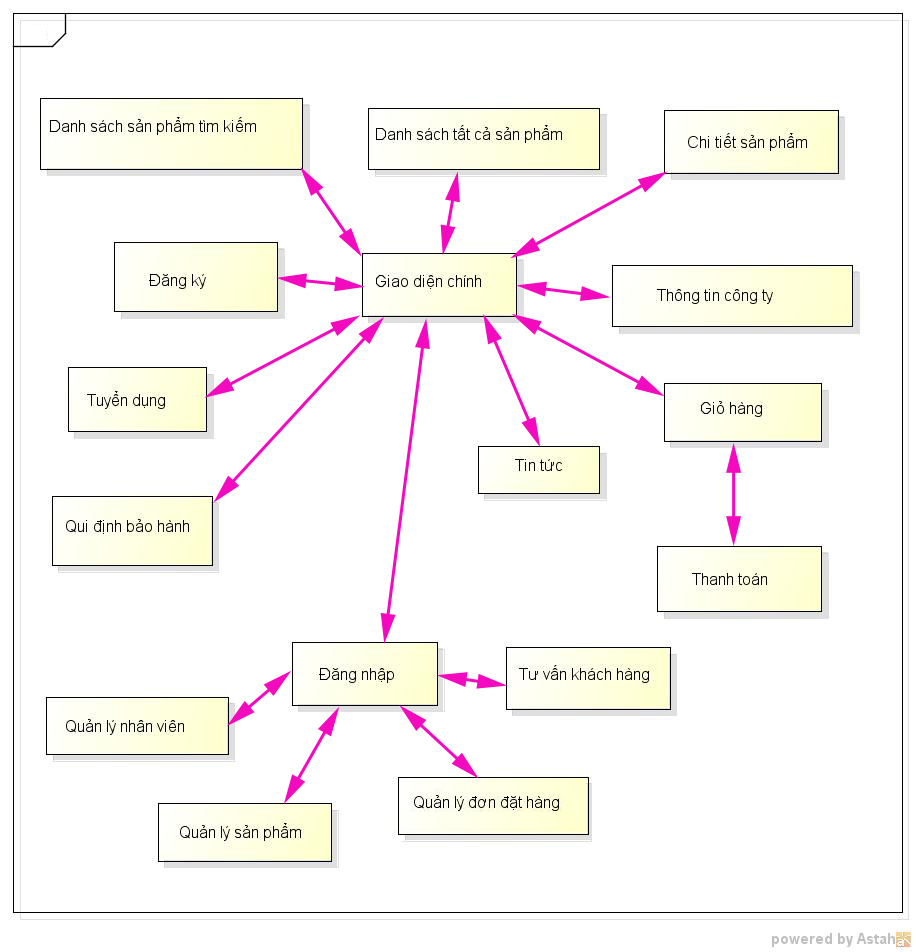 Danh sách sản phẩm tìm kiếm
Danh sách tất cả sản phẩm
Chi tiết sản phẩm
Đăng ký
Giao diện chính
Thông tin công ty
Tuyển dụng
Giỏ hàng
Tin tức
Qui định bảo hành
Thanh toán
Đăng nhập
Tư vấn khách hàng
Quản lý nhân viên
Quản lý đơn đặt hàng
Quản lý sản phẩm
powered by Astah